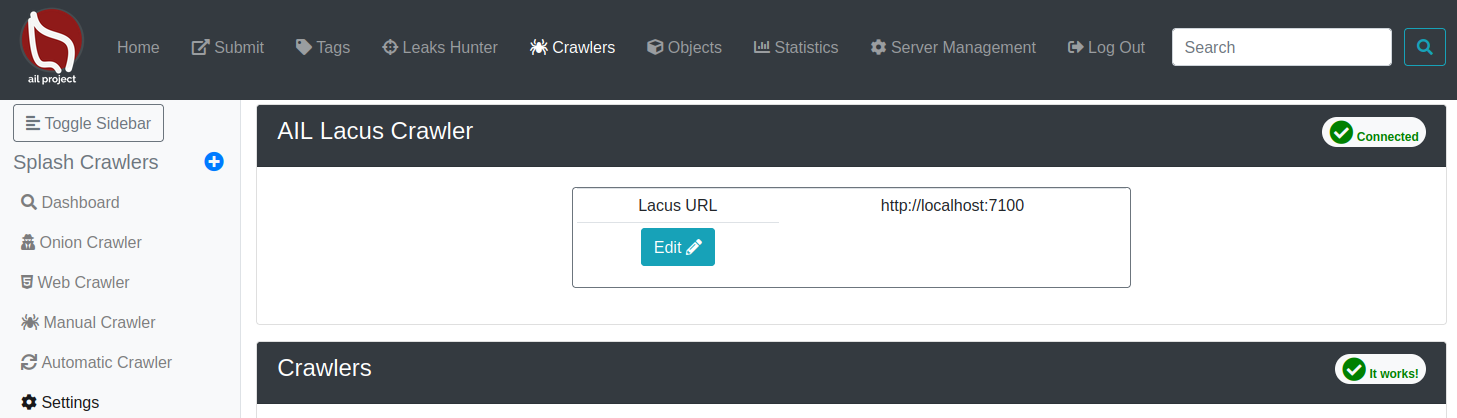 ail project
Home Submit Tags Leaks Hunter Crawlers Objects Statistics Server Management Log Out Search
Toggle Sidebar
Splash Crawlers
Dashboard
Onion Crawler
Web Crawler
Manual Crawler
Automatic Crawler
Settings
AIL Lacus Crawler Connected
Lacus URL http://localhost:7100
Edit
Crawlers It works!